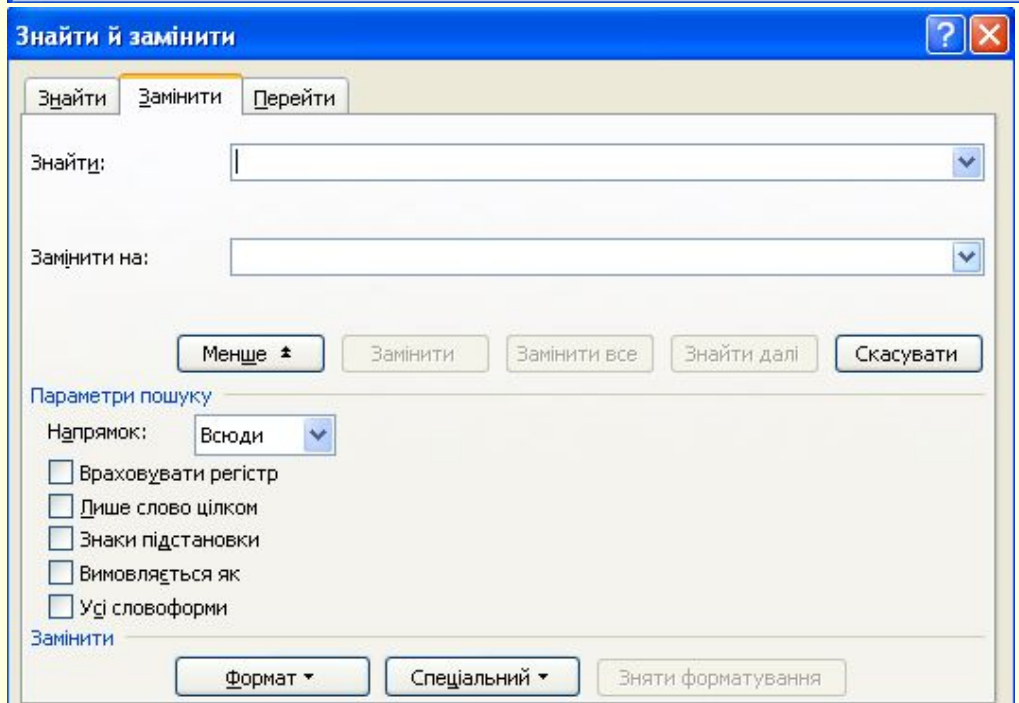 Знайти й замінити
Знайти Замінити Перейти
Знайти:
Замінити на:
Менше Замінити Замінити все Знайти далі Скасувати
Параметри пошуку
Напрямок: Всюди
Враховувати регістр
Лише слово цілком
Знаки підстановки
Вимовляється як
Усі словоформи
Замінити
Формат Спеціальний Зняти форматування